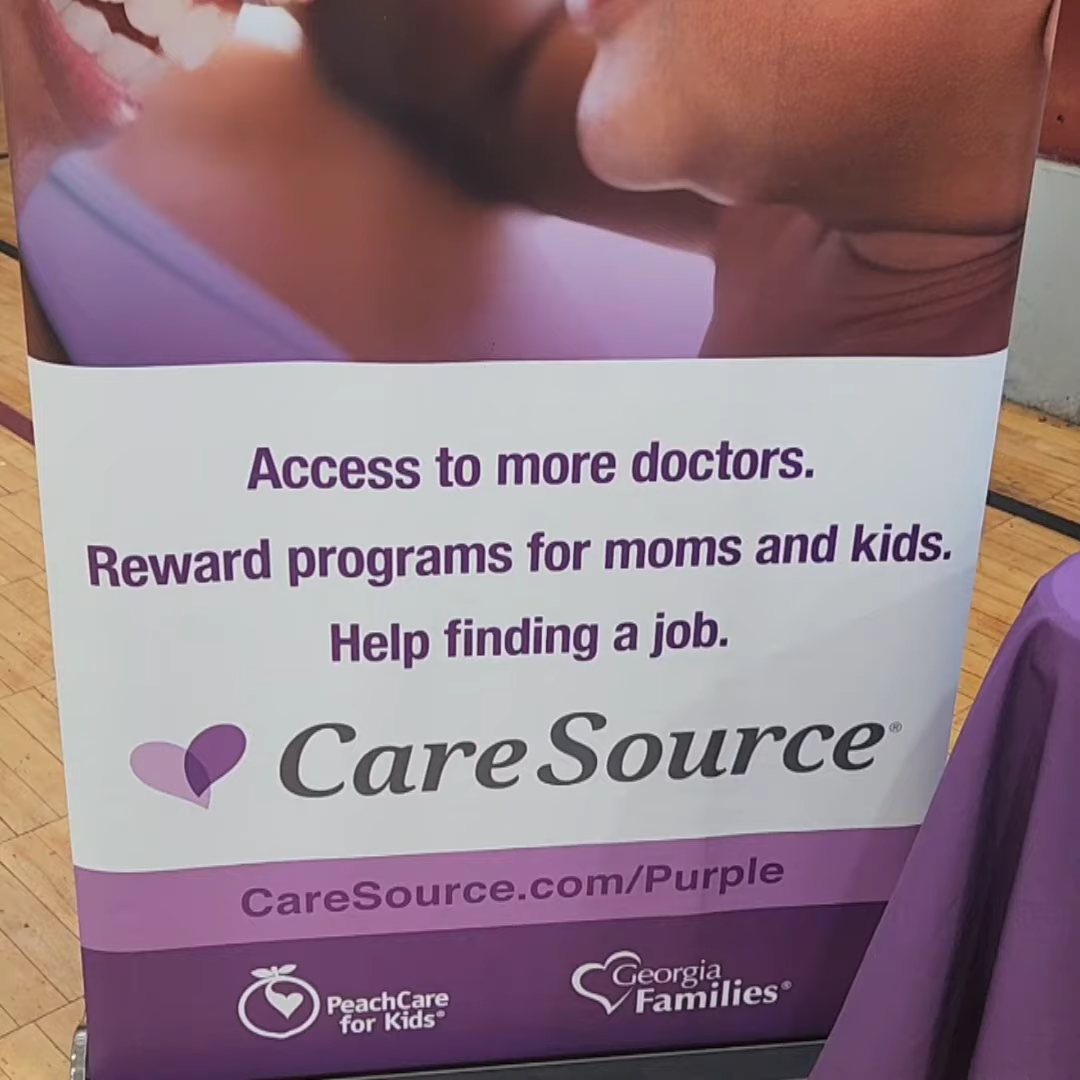 Access to more doctors.
Reward programs for moms and kids.
Help finding a job.
CareSource®
CareSource.com/Purple
PeachCare
for Kids®
Georgia
Families®